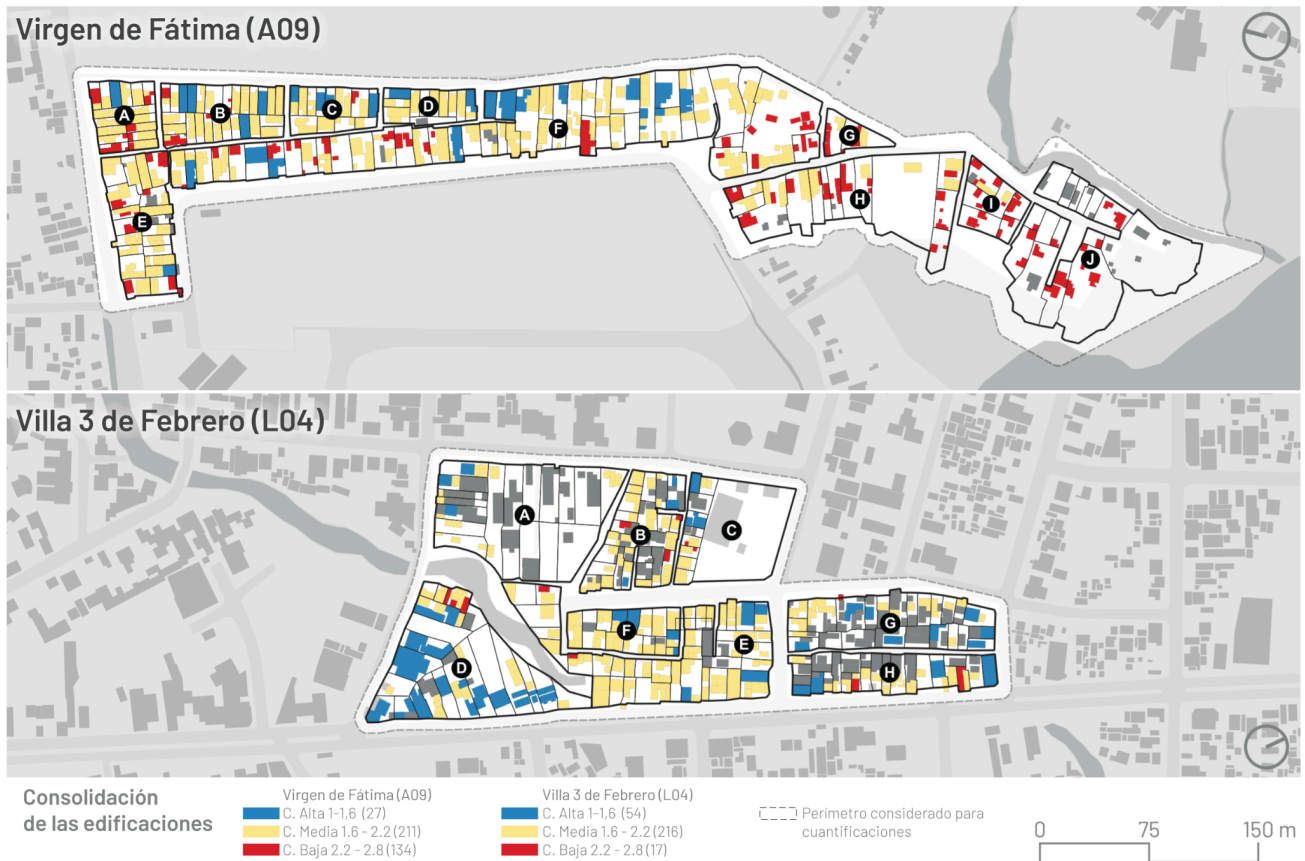 Virgen de Fátima (A09)
A
B
C
D
F
G
E
H
I
J
Villa 3 de Febrero (L04)
A
B
C
F
G
E
D
H
Consolidación
de las edificaciones
Virgen de Fátima (A09)
C. Alta 1-1,6 (27)
C. Media 1.6 - 2.2 (211)
C. Baja 2.2 - 2.8 (134)
Villa 3 de Febrero (L04)
C. Alta 1-1,6 (54)
C. Media 1.6 - 2.2 (216)
C. Baja 2.2 - 2.8 (17)
Perímetro considerado para
cuantificaciones
0 75 150 m